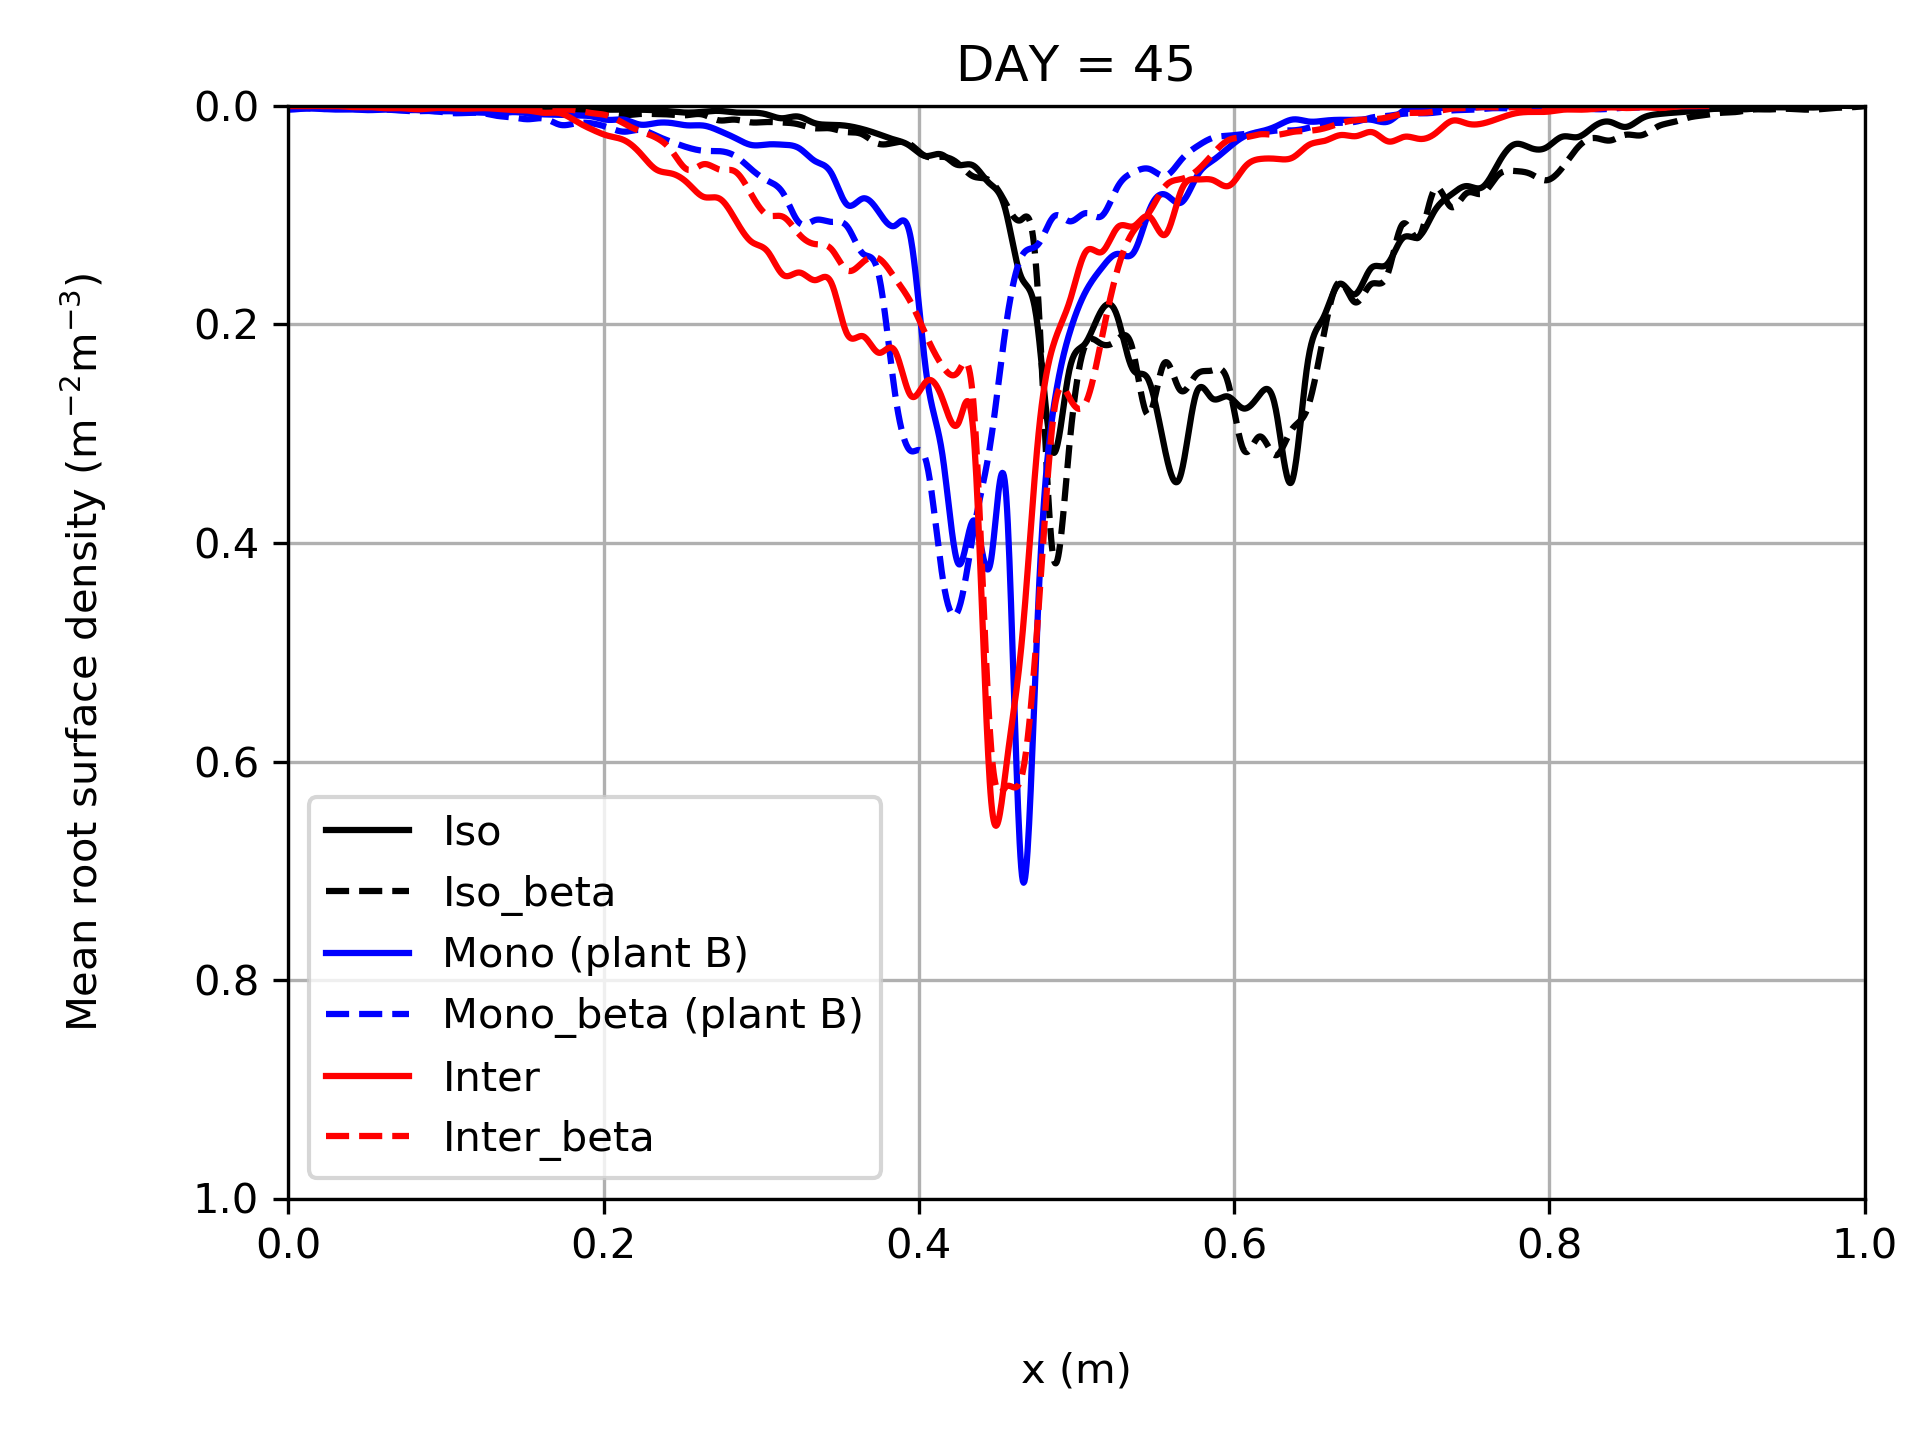 DAY = 45
Mean root surface density (m⁻²m⁻³)
0.0
0.2
0.4
0.6
0.8
1.0
Iso
Iso_beta
Mono (plant B)
Mono_beta (plant B)
Inter
Inter_beta
0.0 0.2 0.4 0.6 0.8 1.0
x (m)